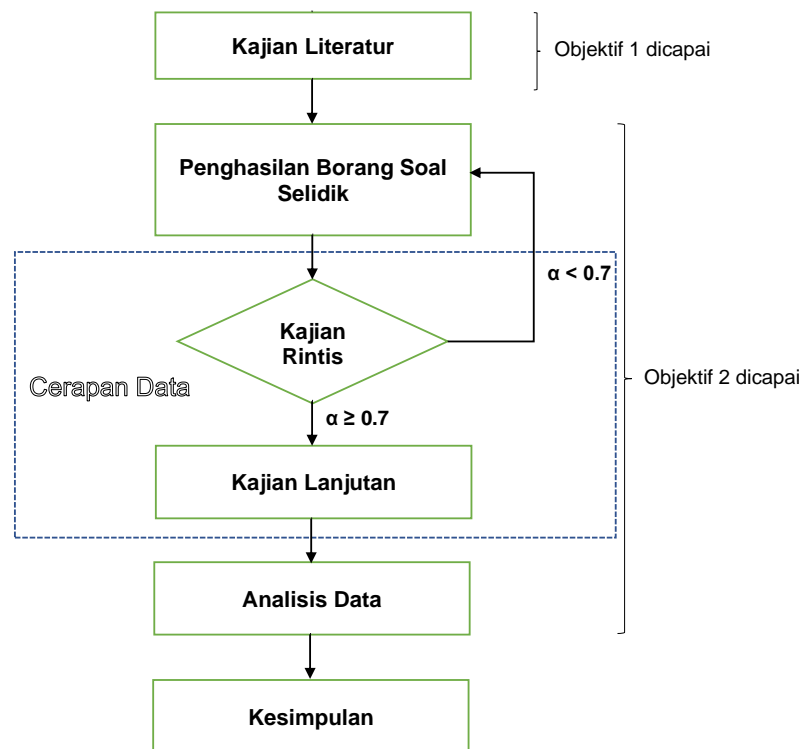 Kajian Literatur
Objektif 1 dicapai
Penghasilan Borang Soal
Selidik
α < 0.7
Kajian
Rintis
Cerapan Data
Objektif 2 dicapai
α ≥ 0.7
Kajian Lanjutan
Analisis Data
Kesimpulan